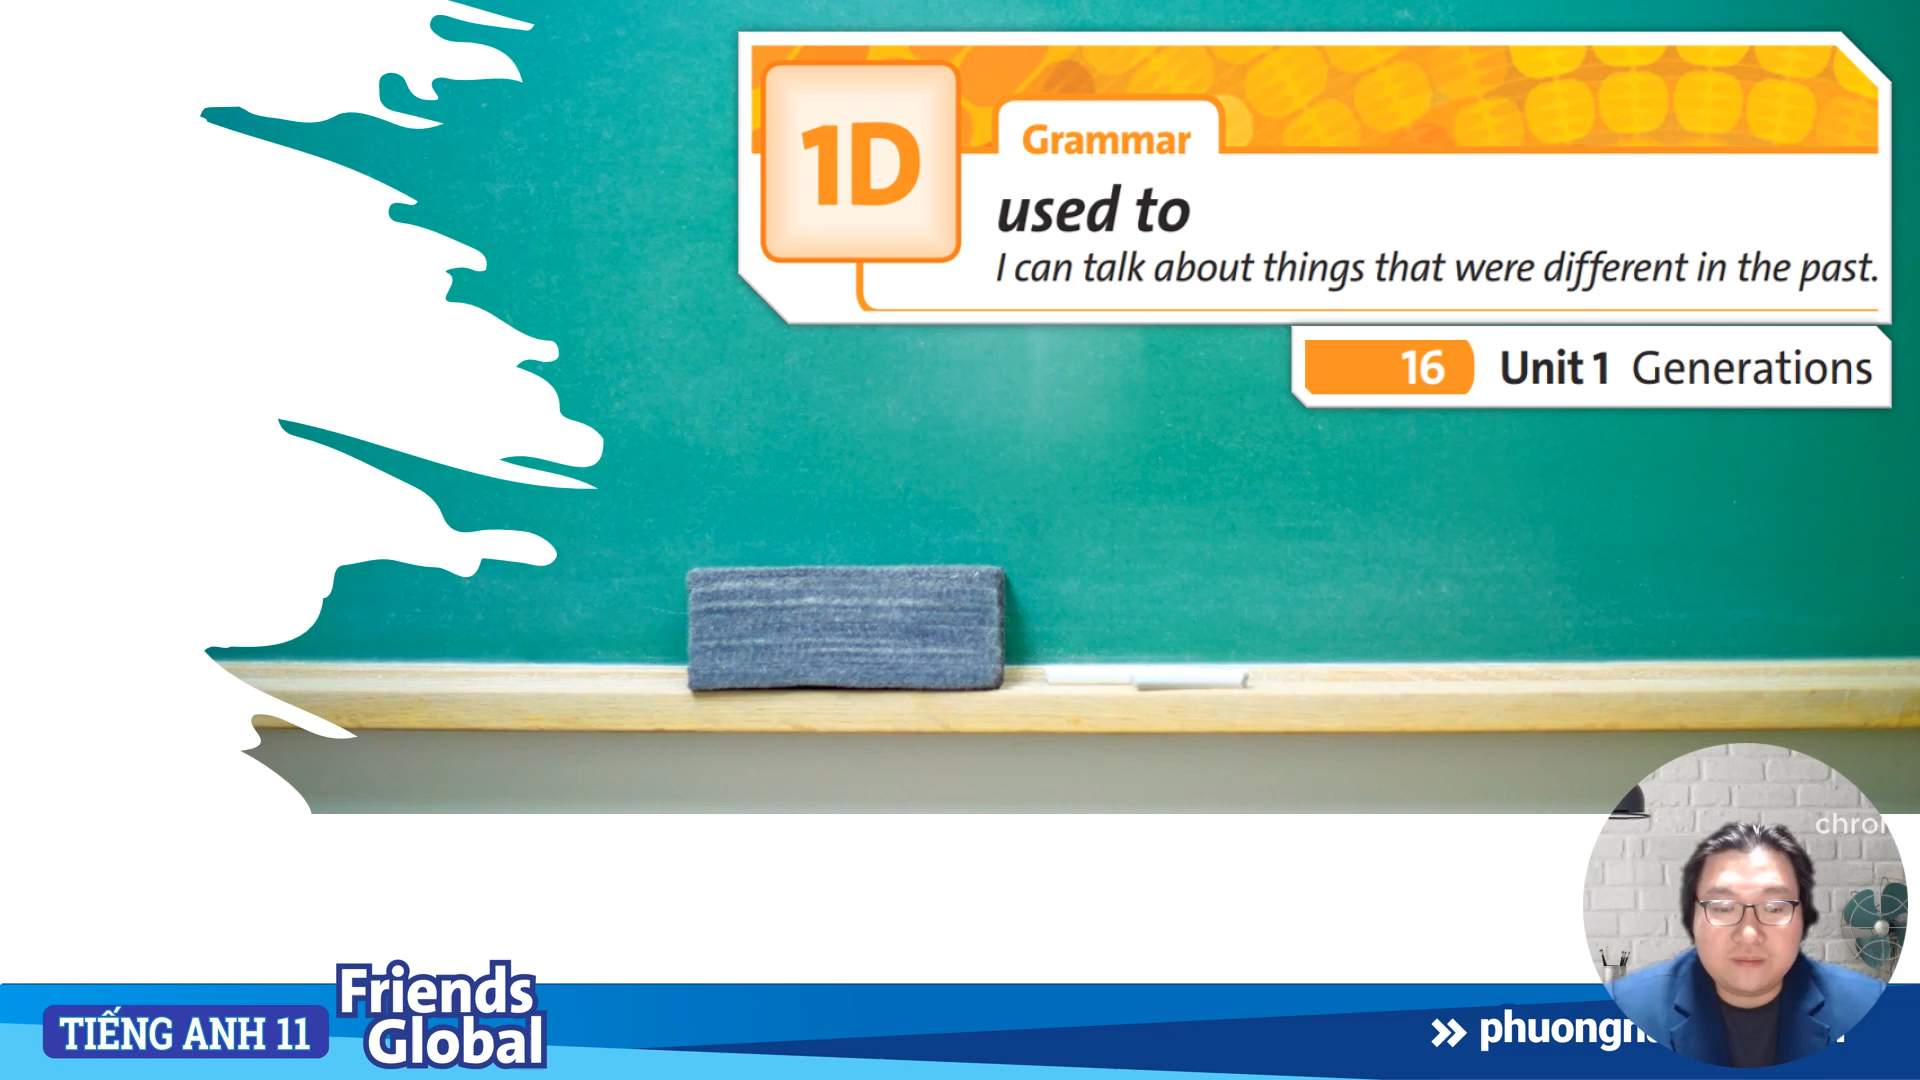 1D
Grammar
used to
I can talk about things that were different in the past.
16 Unit 1 Generations
TIẾNG ANH 11
Friends
Global